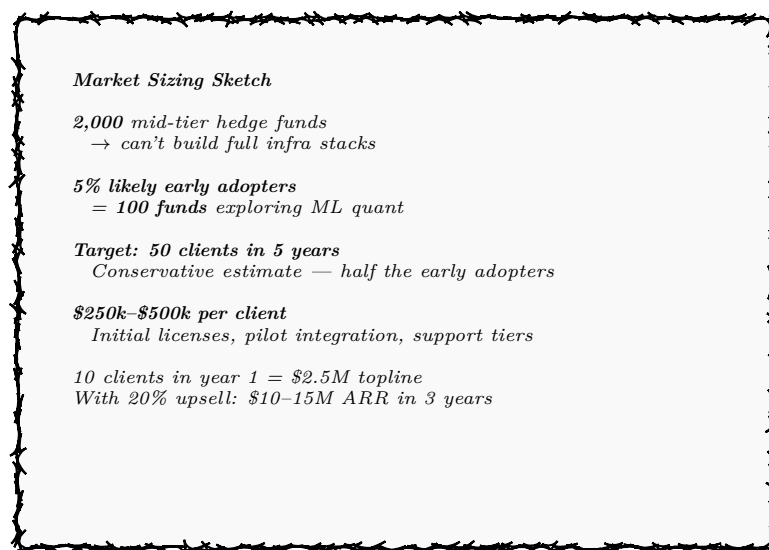 Market Sizing Sketch
2,000 mid-tier hedge funds
→ can't build full infra stacks
5% likely early adopters
= 100 funds exploring ML quant
Target: 50 clients in 5 years
Conservative estimate — half the early adopters
$250k–$500k per client
Initial licenses, pilot integration, support tiers
10 clients in year 1 = $2.5M topline
With 20% upsell: $10–15M ARR in 3 years